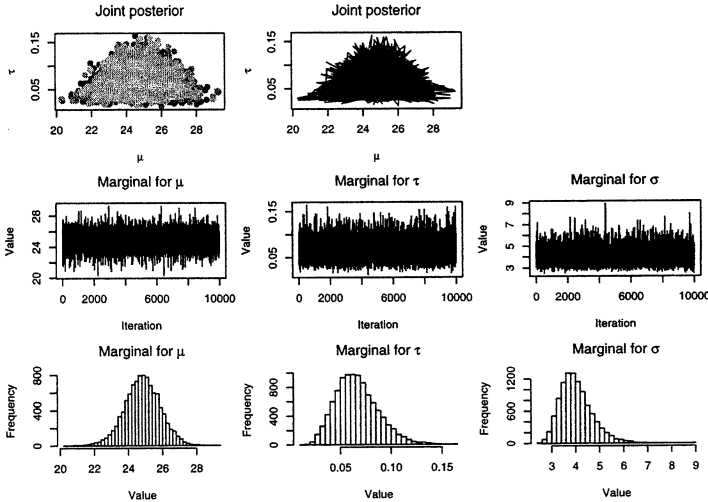 Joint posterior
Joint posterior
τ
0.05 0.15
20 22 24 26 28
μ
τ
0.05 0.15
20 22 24 26 28
μ
Marginal for μ
Marginal for τ
Marginal for σ
Value
20 24 28
0 2000 6000 10000
Iteration
Value
0.05 0.15
0 2000 6000 10000
Iteration
Value
3 5 7 9
0 2000 6000 10000
Iteration
Marginal for μ
Marginal for τ
Marginal for σ
Frequency
0 400 800
20 22 24 26 28
Value
Frequency
0 400 800
0.05 0.10 0.15
Value
Frequency
0 600 1200
3 4 5 6 7 8 9
Value